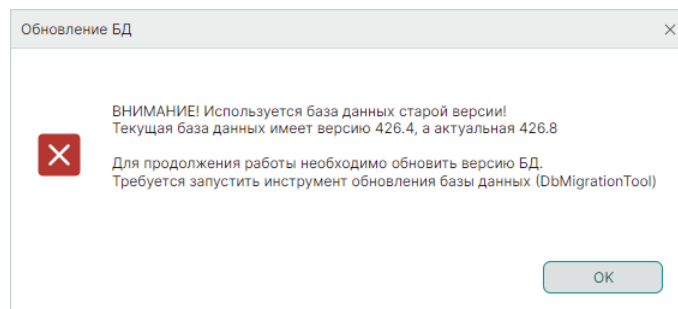 Обновление БД
ВНИМАНИЕ! Используется база данных старой версии!
Текущая база данных имеет версию 426.4, а актуальная 426.8
Для продолжения работы необходимо обновить версию БД.
Требуется запустить инструмент обновления базы данных (DbMigrationTool)
OK